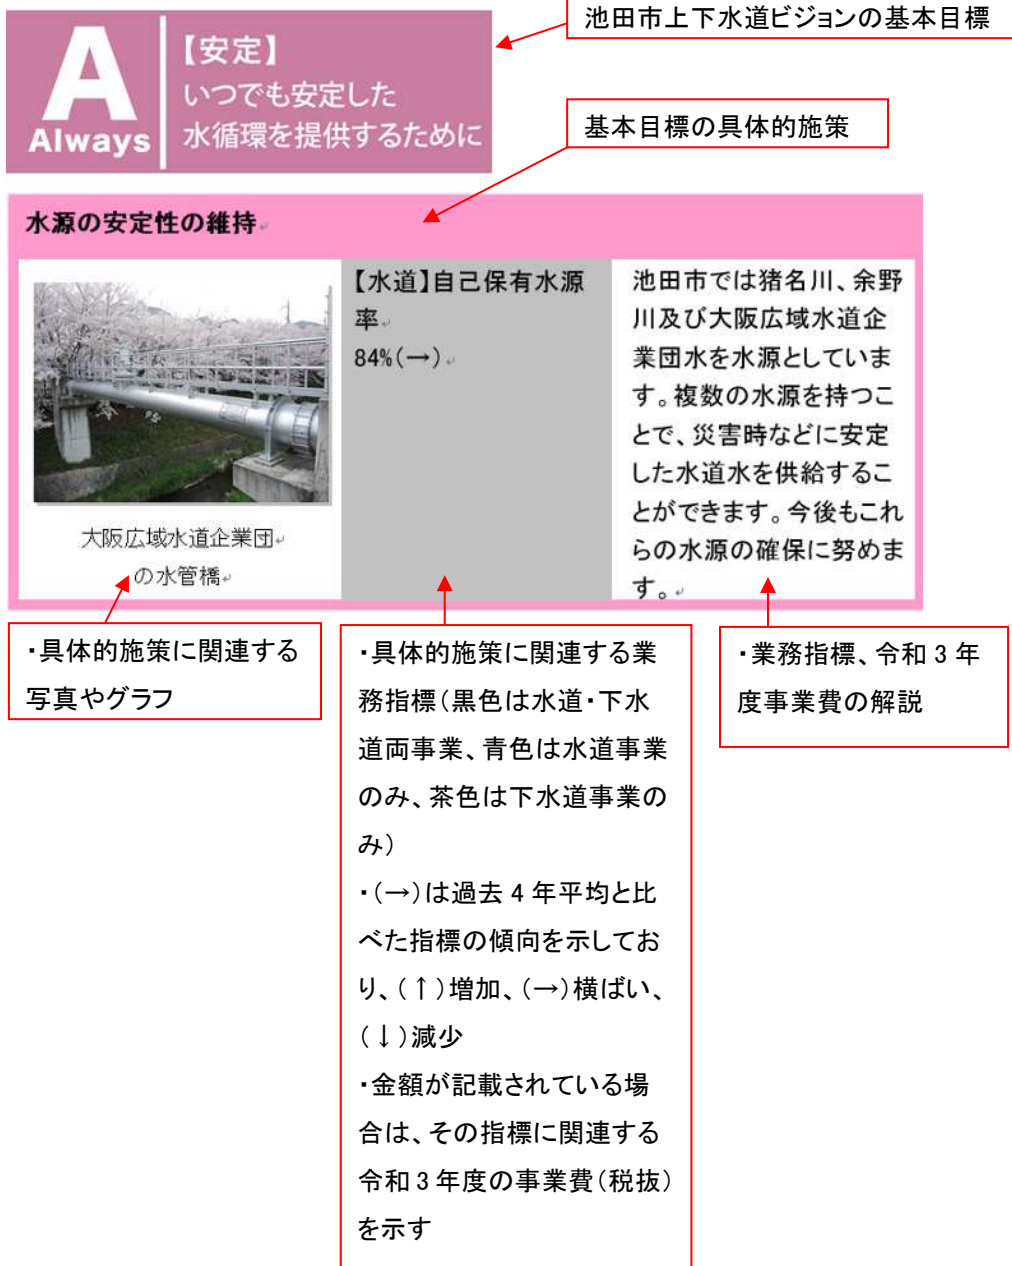 池田市上下水道ビジョンの基本目標
A
Always
【安定】
いつでも安定した
水循環を提供するために
基本目標の具体的施策
水源の安定性の維持
大阪広域水道企業団
の水管橋
【水道】自己保有水源
率
84%(→)
池田市では猪名川、余野
川及び大阪広域水道企
業団水を水源としていま
す。複数の水源を持つこ
とで、災害時などに安定
した水道水を供給するこ
とができます。今後もこれ
らの水源の確保に努めま
す。
・具体的施策に関連する
写真やグラフ
・具体的施策に関連する業
務指標(黒色は水道・下水
道両事業、青色は水道事業
のみ、茶色は下水道事業の
み)
・(→)は過去 4 年平均と比
べた指標の傾向を示してお
り、(↑)増加、(→)横ばい、
(↓)減少
・金額が記載されている場
合は、その指標に関連する
令和 3 年度の事業費(税抜)
を示す
・業務指標、令和 3 年
度事業費の解説